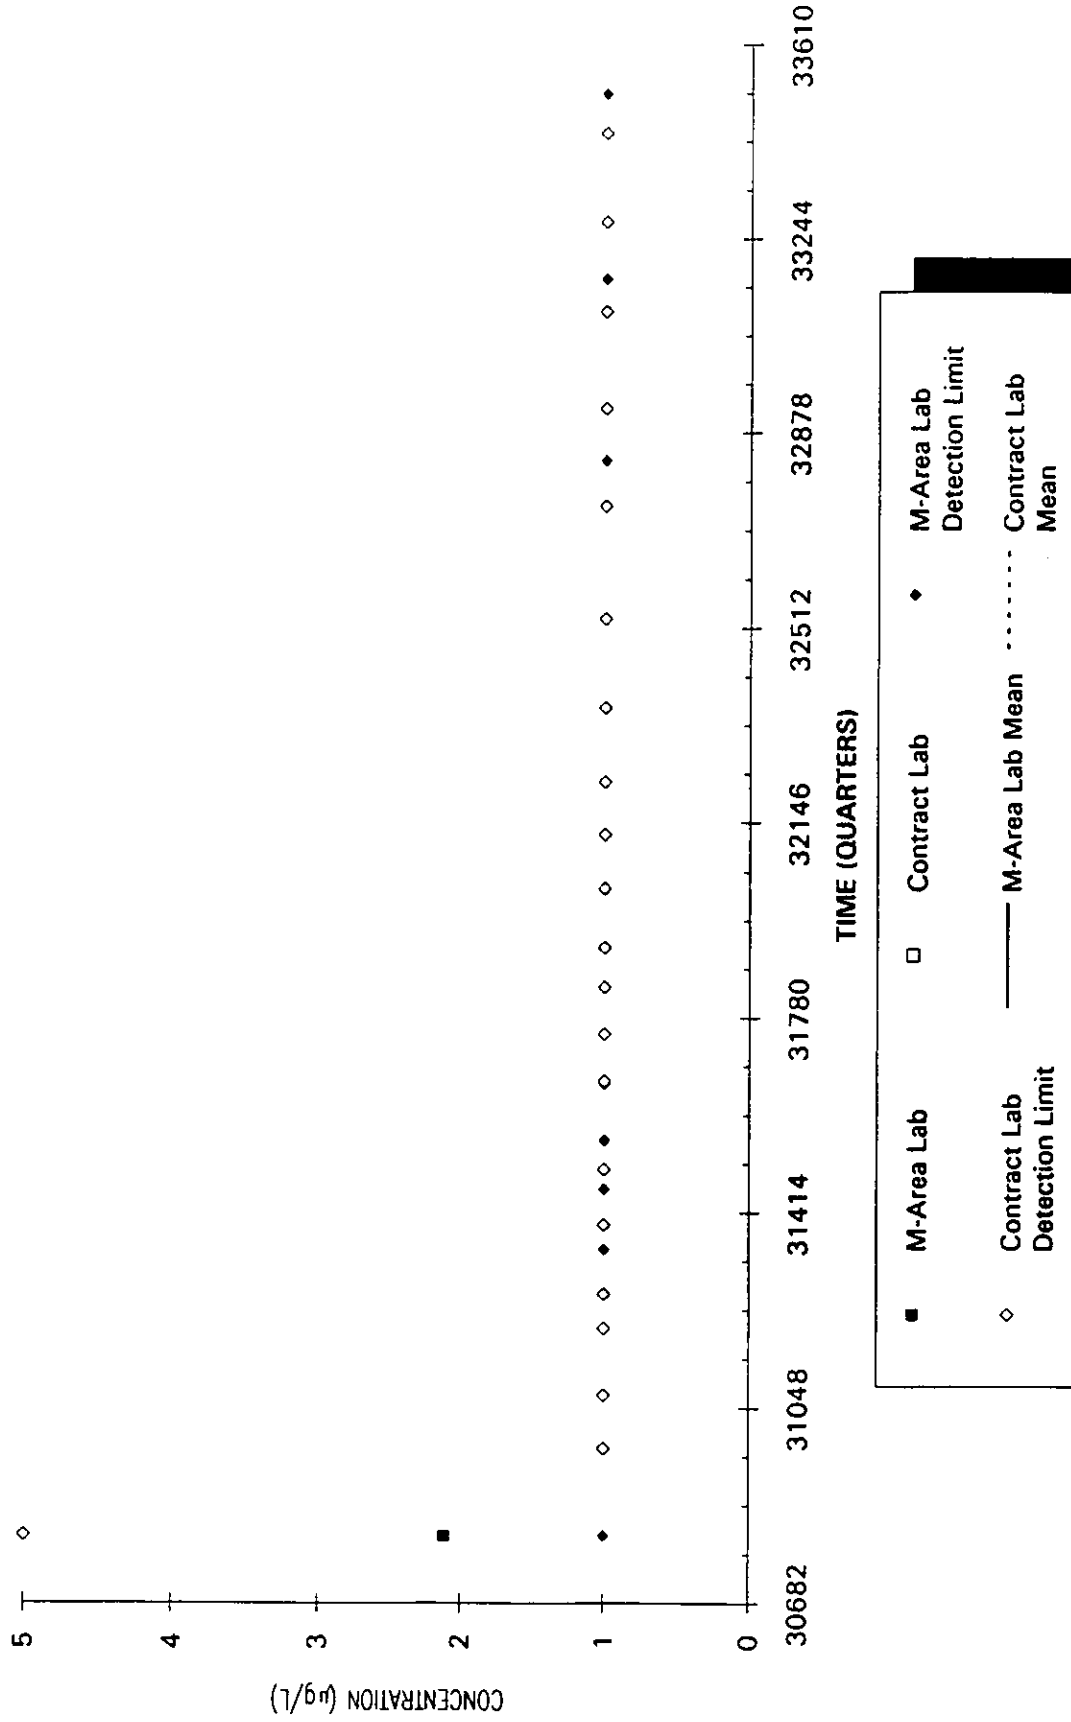 CONCENTRATION (µg/L)
5
4
3
2
1
0
30682
31048
31414
31780
32146
32512
32878
33244
33610
TIME (QUARTERS)
M-Area Lab
Contract Lab
M-Area Lab
Detection Limit
Contract Lab
Detection Limit
M-Area Lab Mean
Contract Lab
Mean